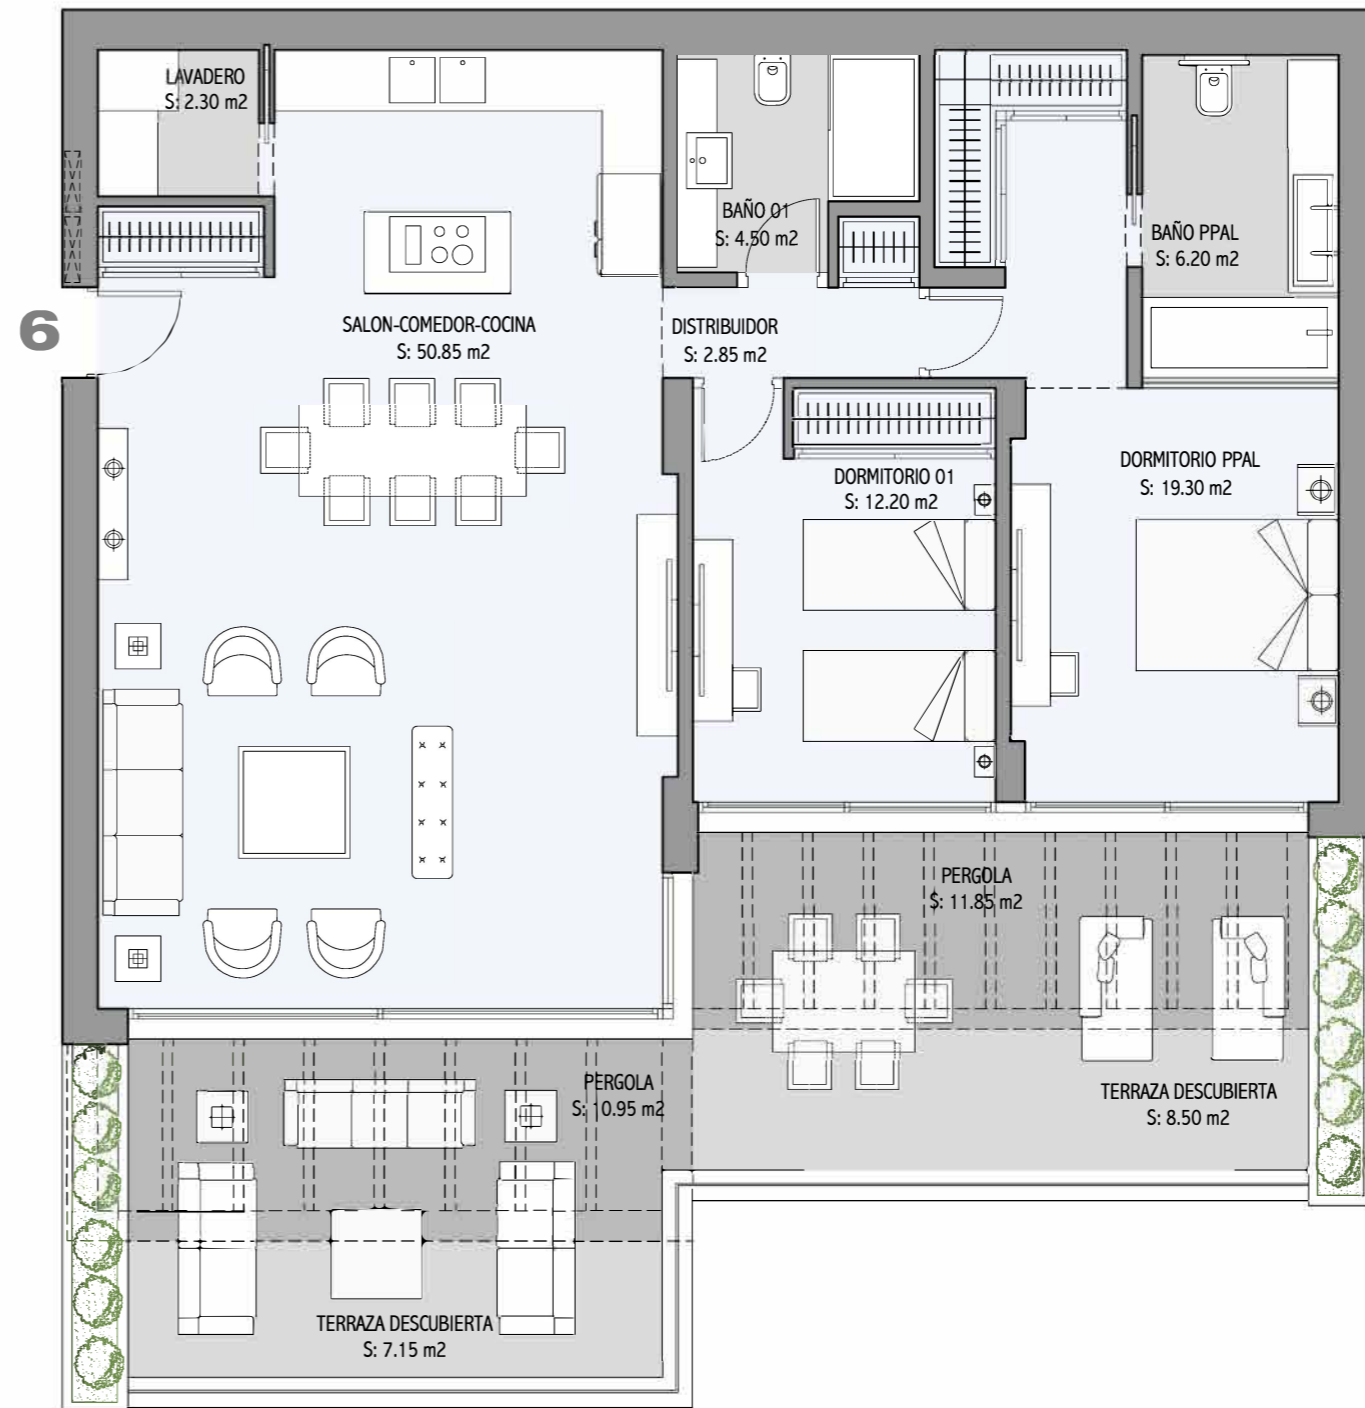 LAVADERO
S: 2.30 m2
BAÑO 01
S: 4.50 m2
BAÑO PPAL
S: 6.20 m2
6
SALON-COMEDOR-COCINA
S: 50.85 m2
DISTRIBUIDOR
S: 2.85 m2
DORMITORIO 01
S: 12.20 m2
DORMITORIO PPAL
S: 19.30 m2
PERGOLA
S: 11.85 m2
PERGOLA
S: 10.95 m2
TERRAZA DESCUBIERTA
S: 8.50 m2
TERRAZA DESCUBIERTA
S: 7.15 m2